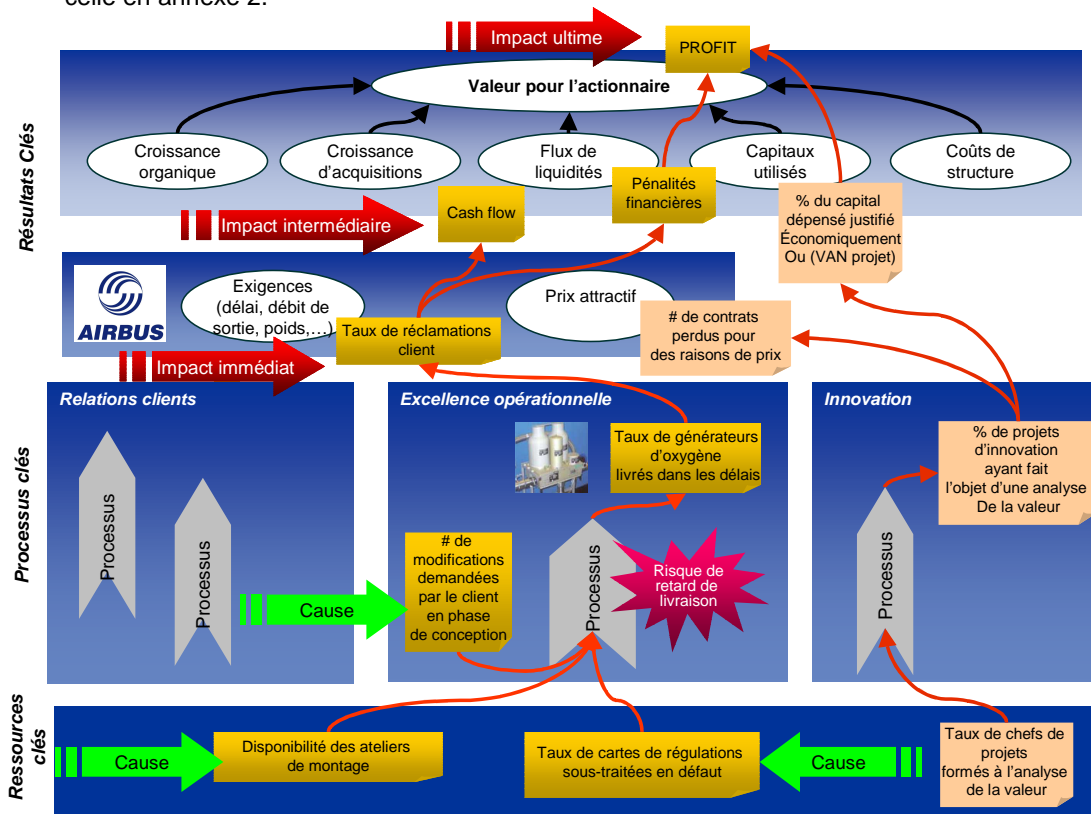 celle en annexe 2.
Impact ultime
PROFIT
Valeur pour l'actionnaire
Croissance
organique
Croissance
d'acquisitions
Flux de
liquidités
Capitaux
utilisés
Coûts de
structure
Résultats Clés
Impact intermédiaire
Cash flow
Pénalités
financières
% du capital
dépensé justifié
Économiquement
Ou (VAN projet)
AIRBUS
Exigences
(délai, débit de
sortie, poids,…)
Prix attractif
Taux de réclamations
client
# de contrats
perdus pour
des raisons de prix
Impact immédiat
Processus clés
Relations clients
Processus
Processus
Excellence opérationnelle
Taux de générateurs
d'oxygène
livrés dans les délais
# de
modifications
demandées
par le client
en phase
de conception
Cause
Processus
Risque de
retard de
livraison
Innovation
% de projets
d'innovation
ayant fait
l'objet d'une analyse
De la valeur
Processus
Ressources
clés
Cause
Disponibilité des ateliers
de montage
Taux de cartes de régulations
sous-traitées en défaut
Cause
Taux de chefs de
projets
formés à l'analyse
de la valeur